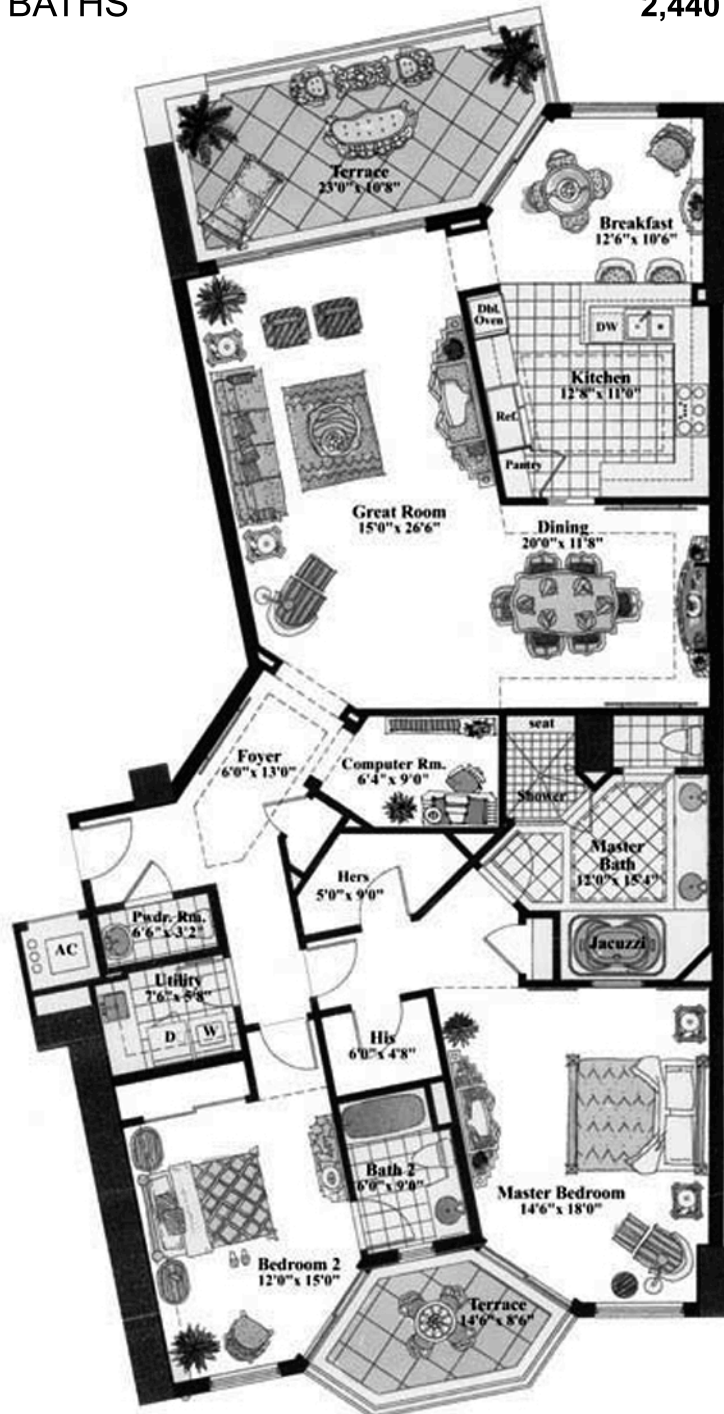 BATHS 2,440
Terrace
23'0"x 10'8"
Breakfast
12'6"x 10'6"
Dbl.
Oven
DW
Kitchen
12'8"x 11'0"
Ref.
Pantry
Great Room
15'0"x 26'6"
Dining
20'0"x 11'8"
seat
Shower
Foyer
6'0"x 13'0"
Computer Rm.
6'4"x 9'0"
Master
Bath
12'0"x 15'4"
Hers
5'0"x 9'0"
Pwdr. Rm.
6'6"x 3'2"
AC
Jacuzzi
Utility
7'6"x 5'8"
D W
His
6'0"x 4'8"
Bath 2
6'0"x 9'0"
Master Bedroom
14'6"x 18'0"
Bedroom 2
12'0"x 15'0"
Terrace
14'6"x 8'6"